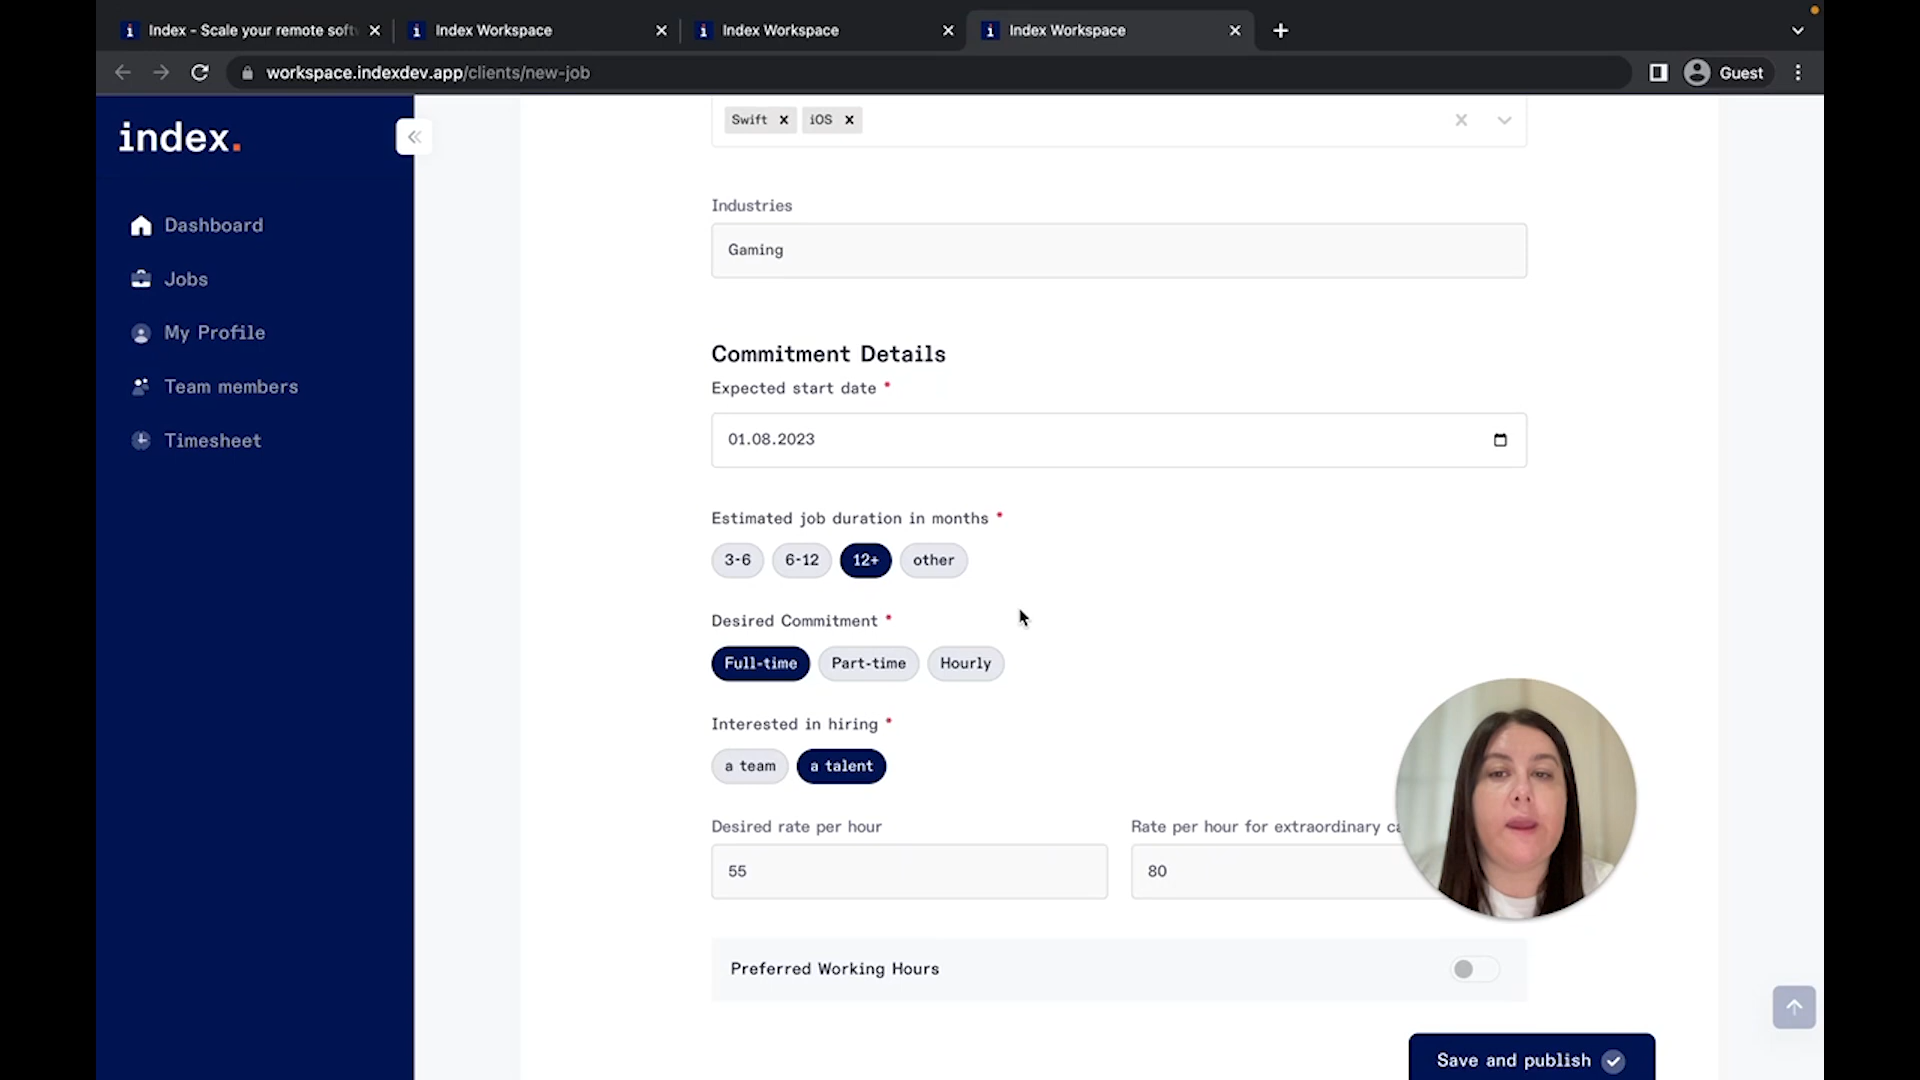 Index - Scale your remote soft
Index Workspace
Index Workspace
Index Workspace
workspace.indexdev.app/clients/new-job
Guest
index.
Dashboard
Jobs
My Profile
Team members
Timesheet
Swift
iOS
Industries
Gaming
Commitment Details
Expected start date *
01.08.2023
Estimated job duration in months *
3-6
6-12
12+
other
Desired Commitment *
Full-time
Part-time
Hourly
Interested in hiring *
a team
a talent
Desired rate per hour
Rate per hour for extraordinary ca
55
80
Preferred Working Hours
Save and publish